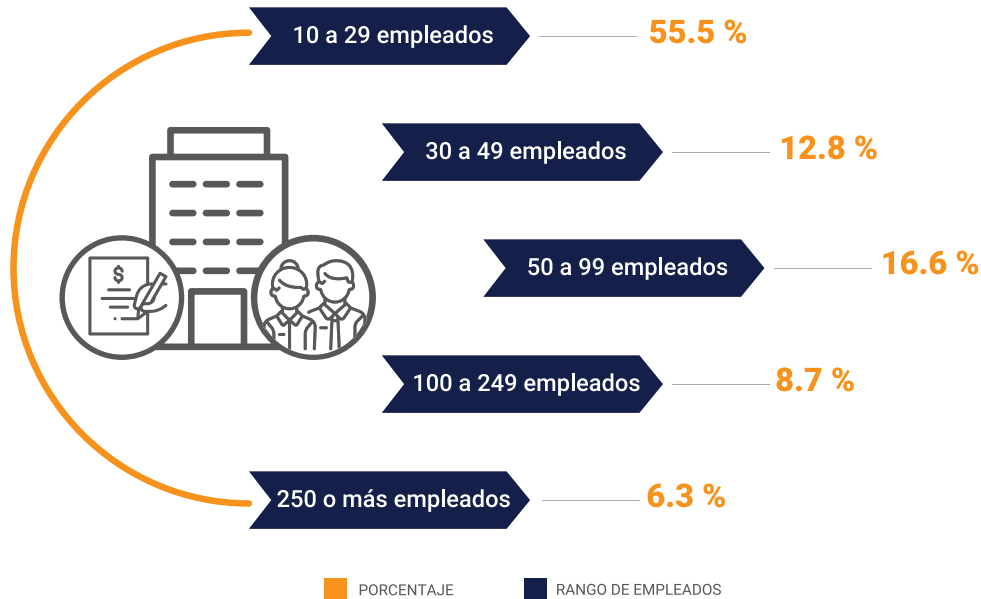 10 a 29 empleados
55.5 %
30 a 49 empleados
12.8 %
50 a 99 empleados
16.6 %
$
100 a 249 empleados
8.7 %
250 o más empleados
6.3 %
PORCENTAJE
RANGO DE EMPLEADOS